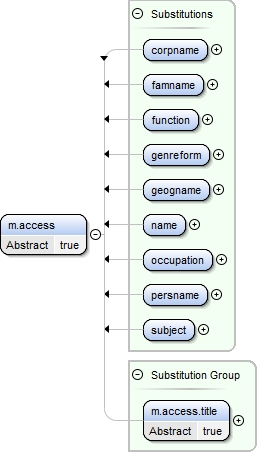 Substitutions
corpname
famname
function
genreform
geogname
name
occupation
persname
subject
m.access
Abstract true
Substitution Group
m.access.title
Abstract true